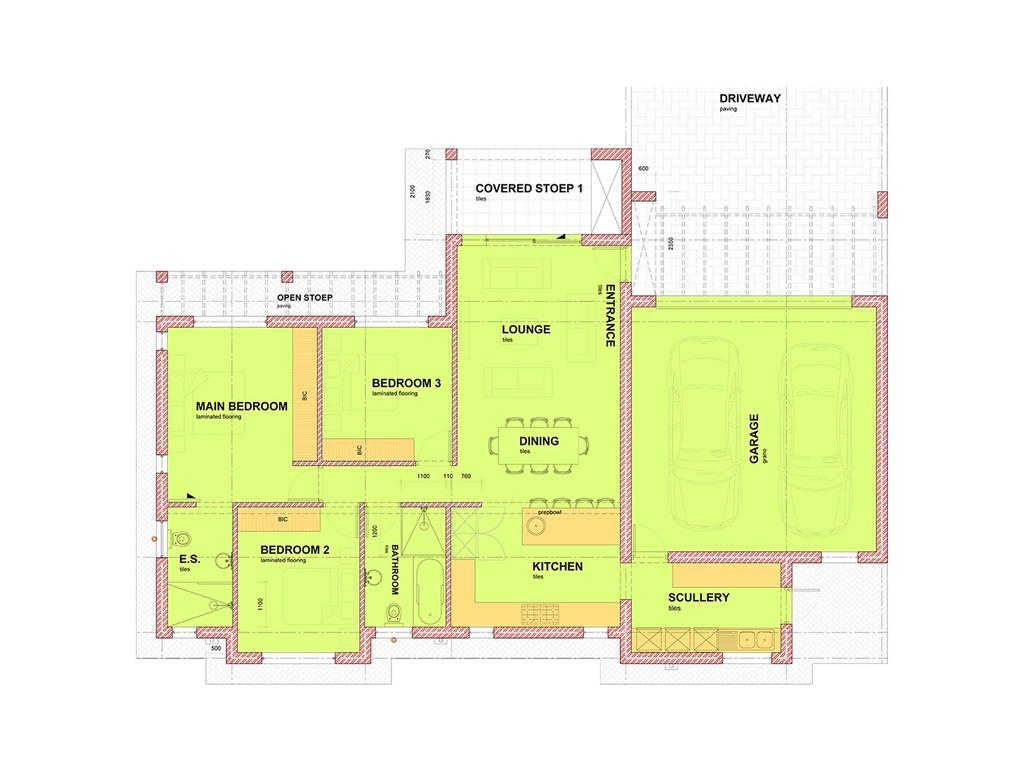 DRIVEWAY
paving
270
600
COVERED STOEP 1
tiles
2100
1830
2550
OPEN STOEP
paving
ENTRANCE
tiles
LOUNGE
tiles
BEDROOM 3
laminated flooring
MAIN BEDROOM
laminated flooring
BIC
BIC
DINING
tiles
GARAGE
grano
1100
110
760
prepbowl
BIC
1200
BEDROOM 2
laminated flooring
E.S.
tiles
BATHROOM
tiles
KITCHEN
tiles
SCULLERY
tiles
1100
500